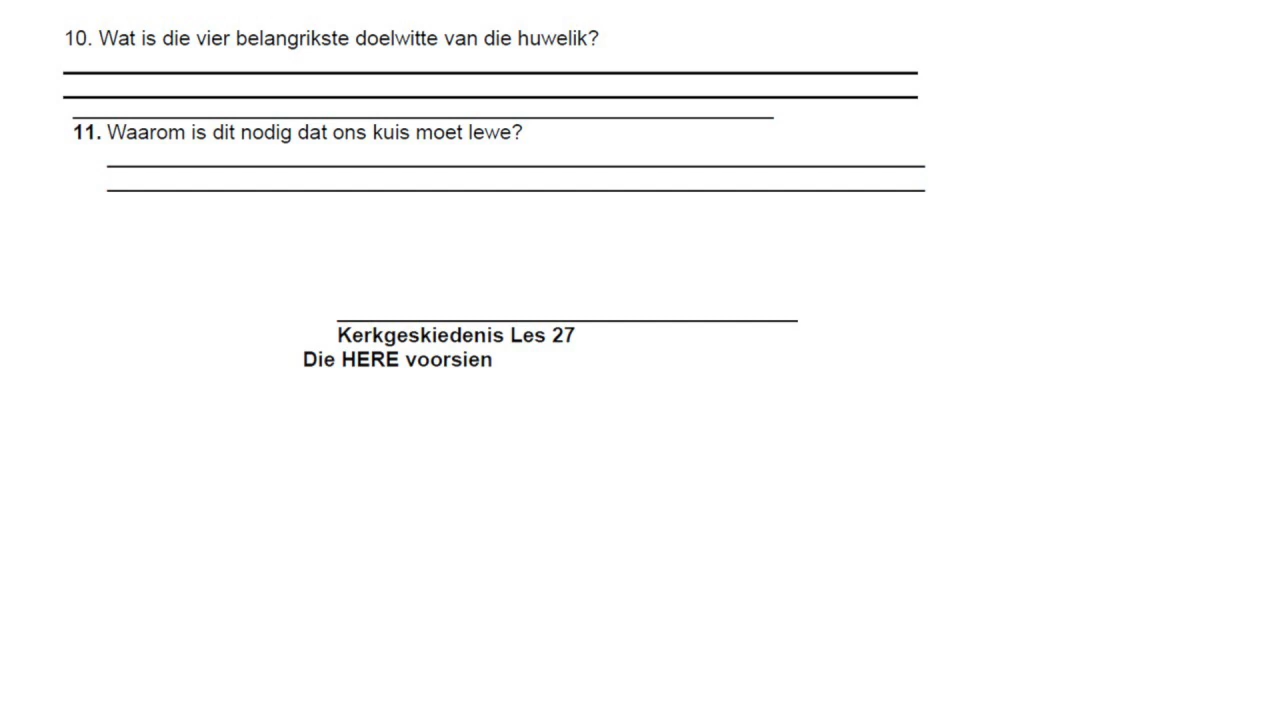 10. Wat is die vier belangrikste doelwitte van die huwelik?
11. Waarom is dit nodig dat ons kuis moet lewe?
Kerkgeskiedenis Les 27
Die HERE voorsien